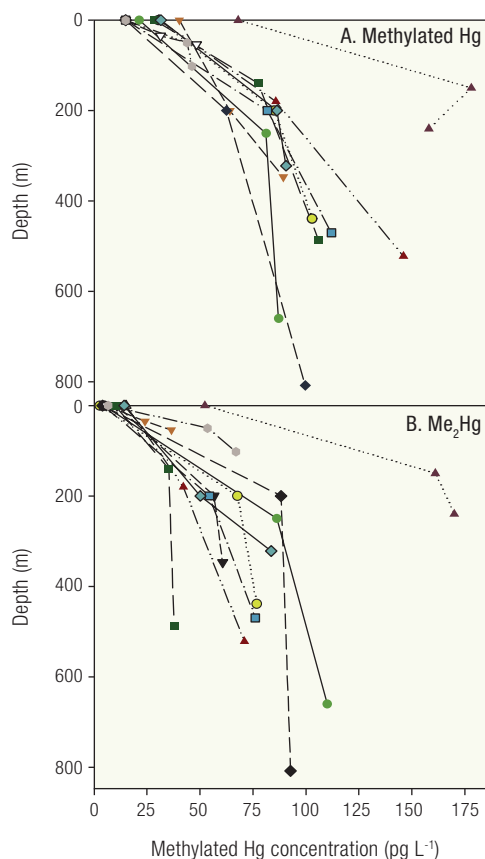 A. Methylated Hg
0
200
400
600
800
Depth (m)
B. Me₂Hg
0
200
400
600
800
Depth (m)
0 25 50 75 100 125 150 175
Methylated Hg concentration (pg L⁻¹)